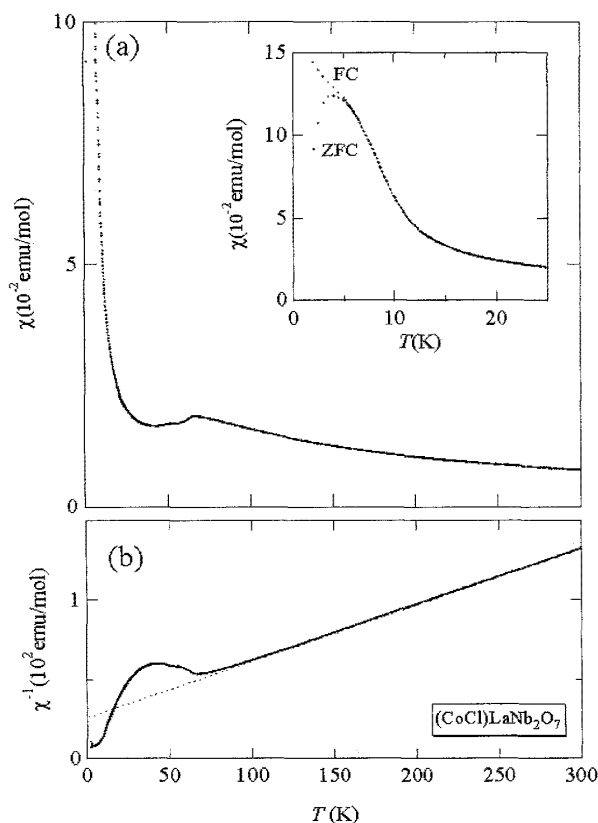 10
(a)
5
0
χ(10⁻²emu/mol)
15
10
5
0
χ(10⁻²emu/mol)
FC
ZFC
0 10 20
T(K)
(b)
1
0
χ⁻¹(10²emu/mol)
(CoCl)LaNb₂O₇
0 50 100 150 200 250 300
T (K)